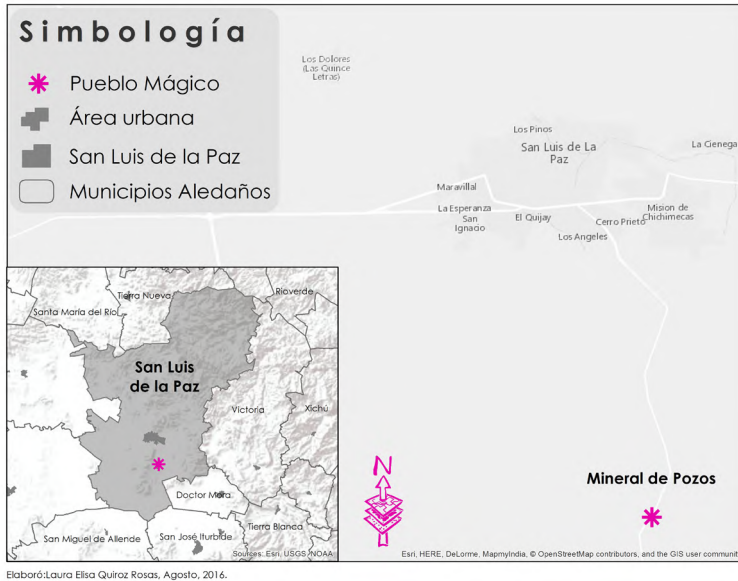 Simbología
Pueblo Mágico
Área urbana
San Luis de la Paz
Municipios Aledaños
Los Dolores
(Las Quince
Letras)
Los Pinos
San Luis de La
Paz
La Cienega
Maravillal
La Esperanza
San
Ignacio
El Quijay
Cerro Prieto
Mision de
Chichimecas
Los Angeles
Tierra Nueva
Rioverde
Santa María del Río
San Luis
de la Paz
Victoria
Xichú
Doctor Mora
San Miguel de Allende
San José Iturbide
Tierra Blanca
Sources: Esri, USGS, NOAA
N
Mineral de Pozos
Esri, HERE, DeLorme, MapmyIndia, © OpenStreetMap contributors, and the GIS user communit
Elaboró:Laura Elisa Quiroz Rosas, Agosto, 2016.